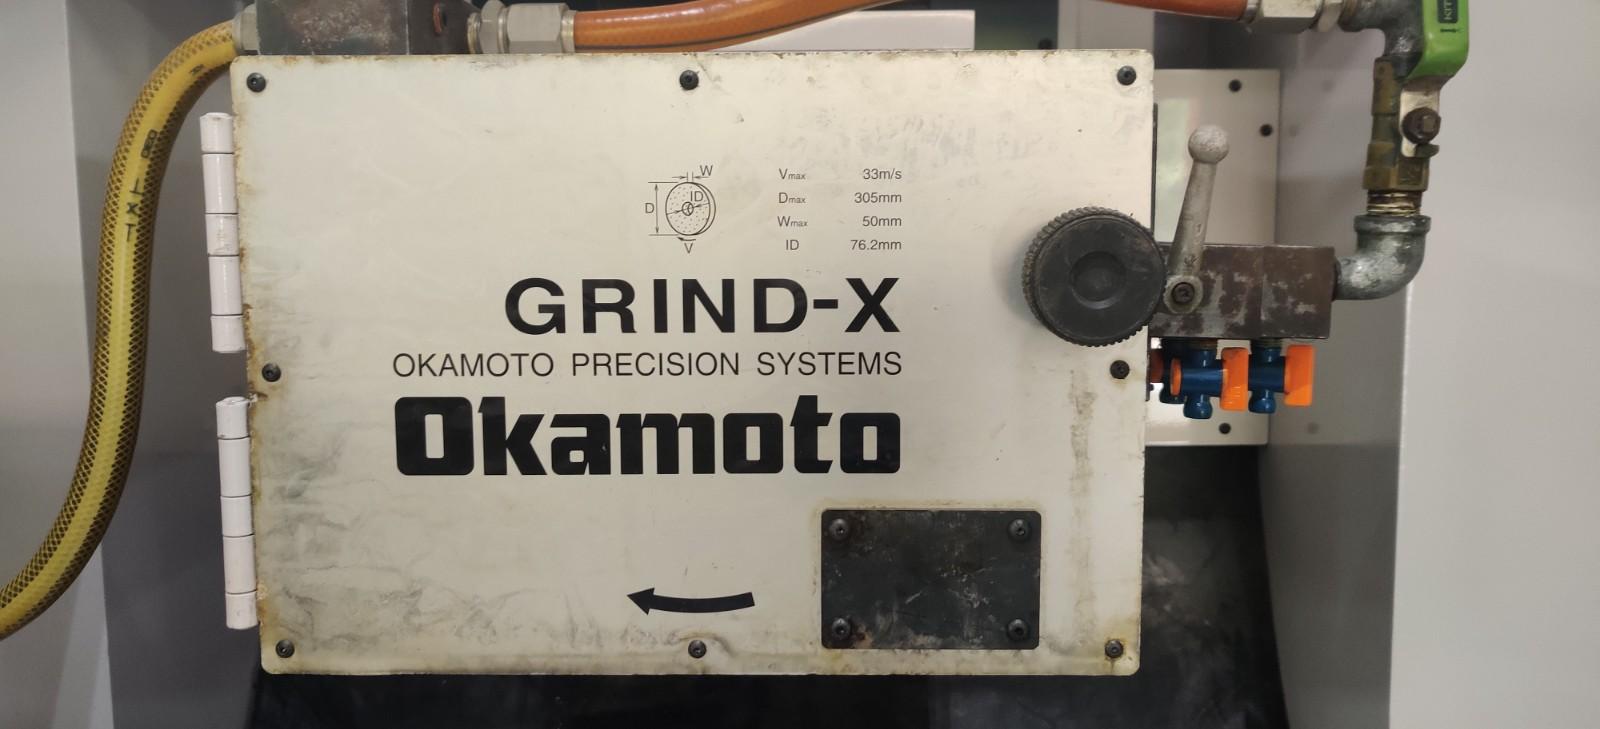 W
D
ID
V
Vmax 33m/s
Dmax 305mm
Wmax 50mm
ID 76.2mm
GRIND-X
OKAMOTO PRECISION SYSTEMS
Okamoto